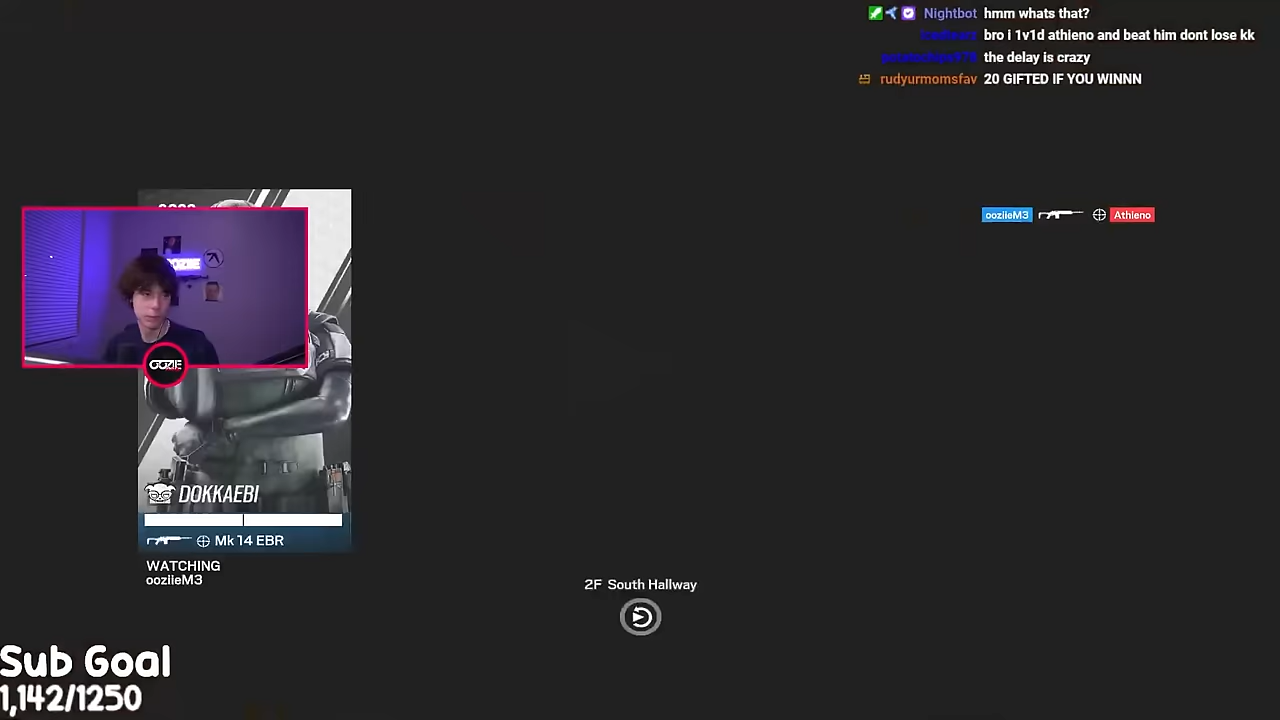 Nightbot hmm whats that?
bro i 1v1d athieno and beat him dont lose kk
the delay is crazy
rudyurmomsfav 20 GIFTED IF YOU WINNN
ooziieM3 Athieno
OOZIE
DOKKAEBI
Mk 14 EBR
WATCHING
ooziieM3
2F South Hallway
Sub Goal
1,142/1250